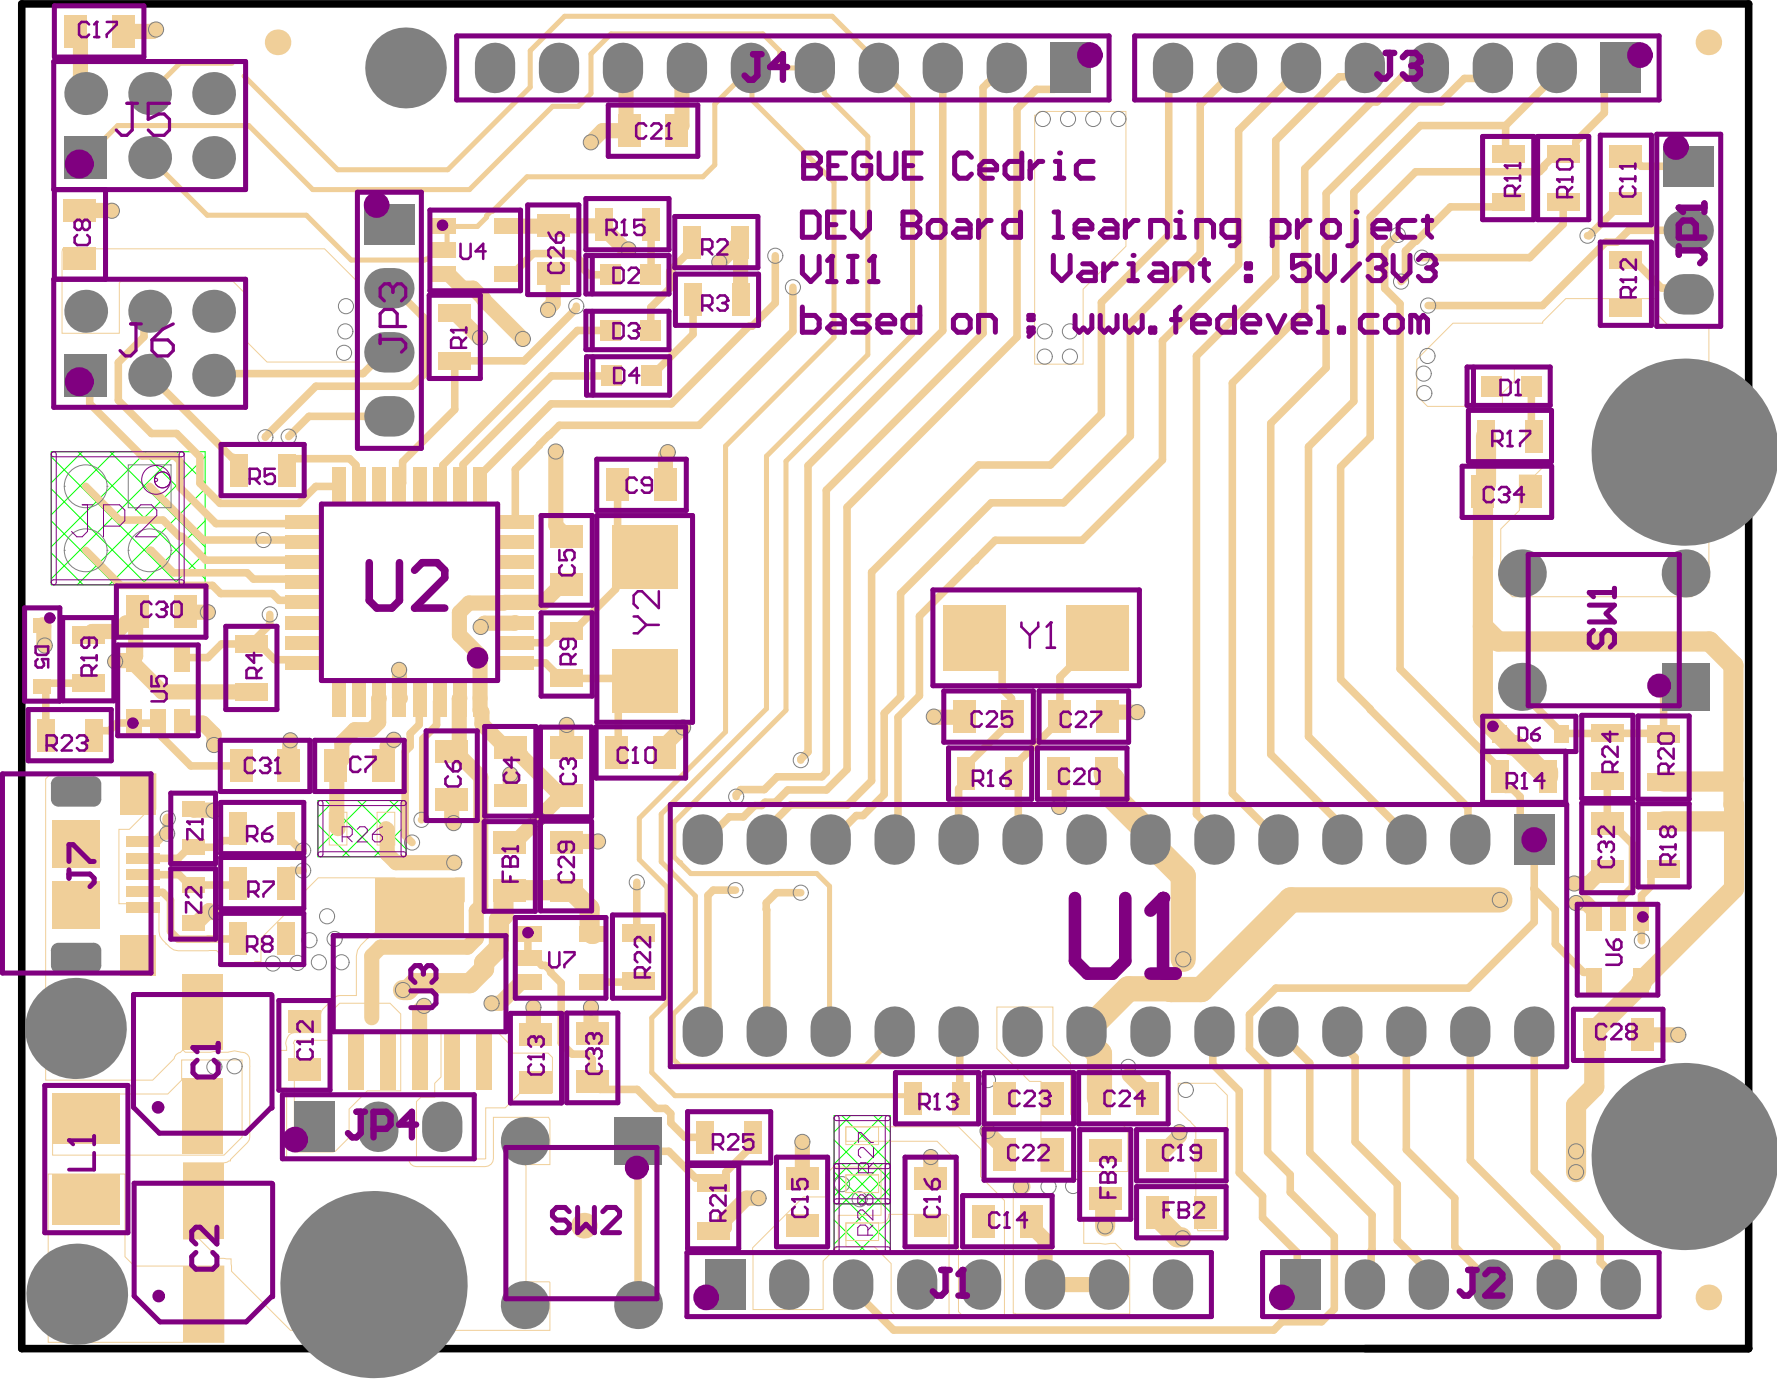 C17
J4
J3
J5
C21
BEGUE Cedric
R11
R10
C11
JP1
C8
U4
C26
R15
R2
DEV Board learning project
D2
V1I1
Variant : 5V/3V3
R12
JP3
R3
J6
R1
D3
based on : www.fedevel.com
D4
D1
R17
R5
C9
C34
JP2
U2
C5
Y2
Y1
SW1
C30
D5
R19
R4
R9
U5
C25
C27
R23
C31
C7
C6
C4
C3
C10
R16
C20
D6
R14
R24
R20
J7
Z1
R6
R26
FB1
C29
C32
R18
Z2
R7
R8
U3
U7
R22
U1
U6
C1
C12
C13
C33
C28
L1
JP4
R25
R13
C23
C24
R27
C22
C19
FB3
C2
SW2
R21
C15
R28
C16
C14
FB2
J1
J2